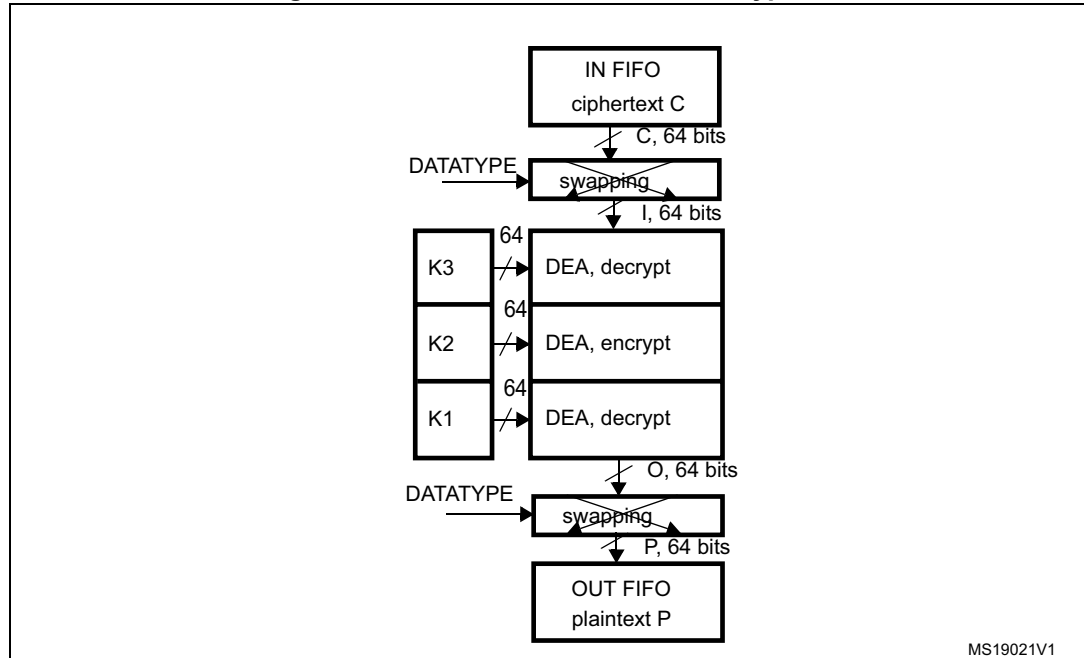 IN FIFO
ciphertext C
C, 64 bits
DATATYPE
swapping
I, 64 bits
64
K3
DEA, decrypt
64
K2
DEA, encrypt
64
K1
DEA, decrypt
O, 64 bits
DATATYPE
swapping
P, 64 bits
OUT FIFO
plaintext P
MS19021V1